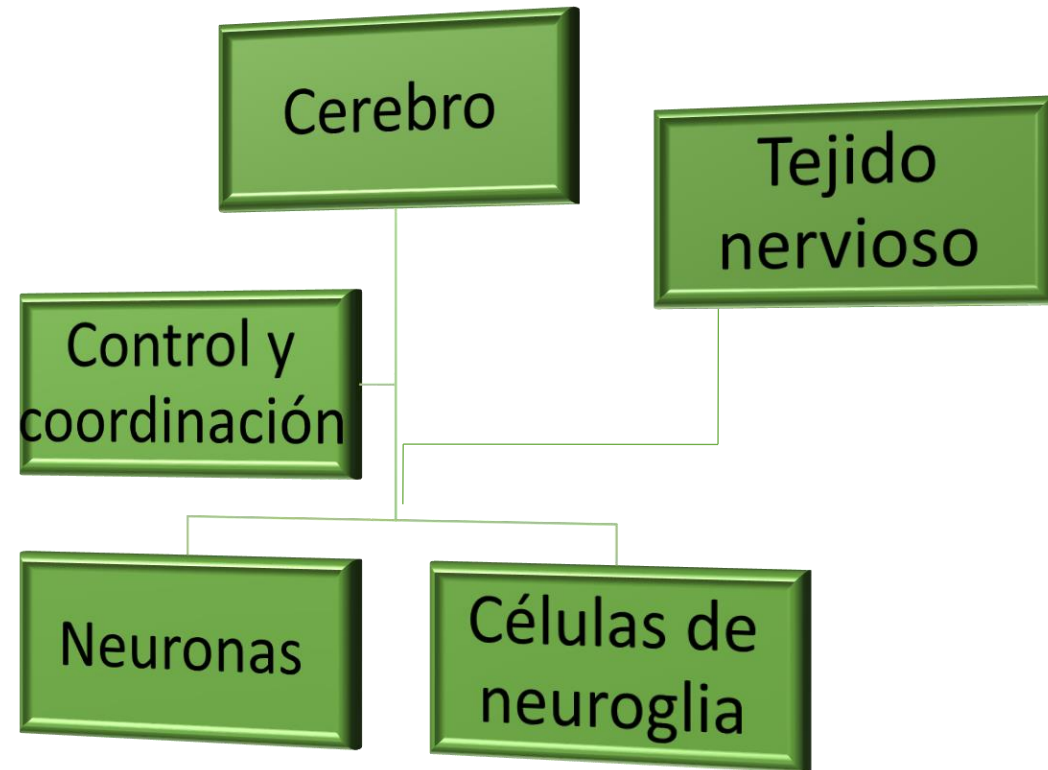 Cerebro
Tejido
nervioso
Control y
coordinación
Neuronas
Células de
neuroglia